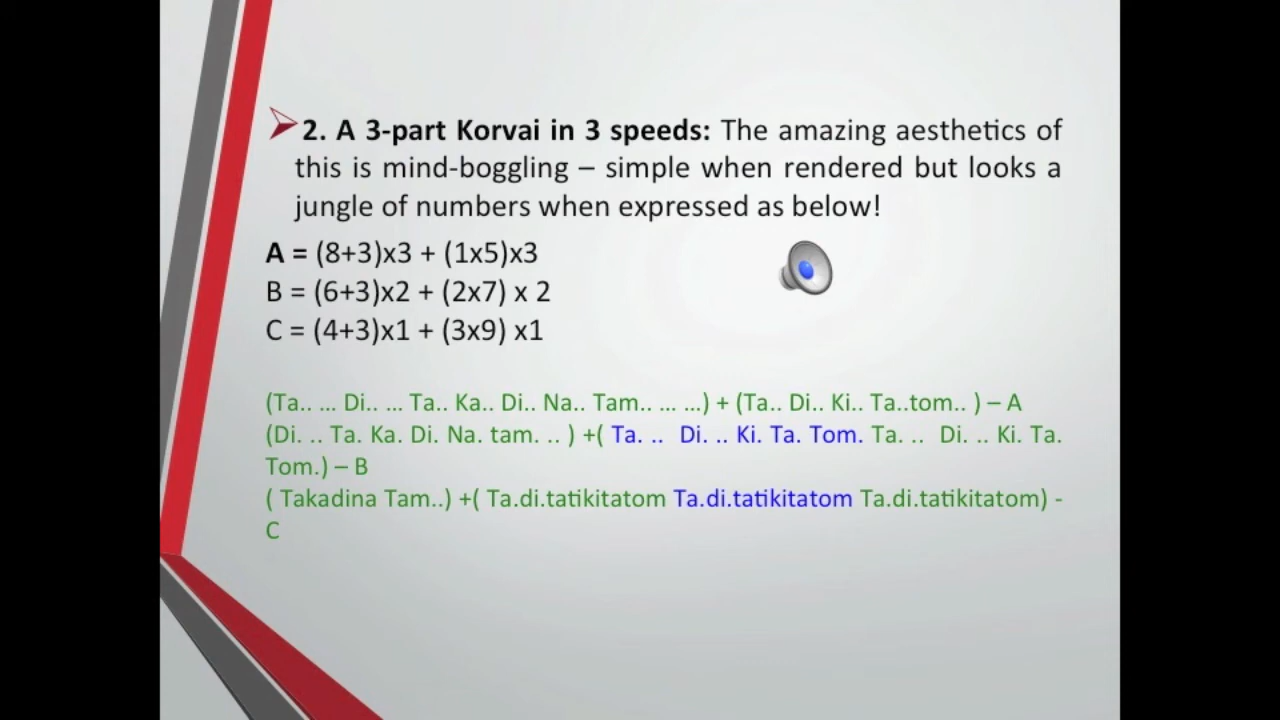 2. A 3-part Korvai in 3 speeds: The amazing aesthetics of
this is mind-boggling – simple when rendered but looks a
jungle of numbers when expressed as below!
A = (8+3)x3 + (1x5)x3
B = (6+3)x2 + (2x7) x 2
C = (4+3)x1 + (3x9) x1
(Ta.. ... Di.. ... Ta.. Ka.. Di.. Na.. Tam.. ... ...) + (Ta.. Di.. Ki.. Ta..tom.. ) – A
(Di. .. Ta. Ka. Di. Na. tam. .. ) +( Ta. .. Di. .. Ki. Ta. Tom. Ta. .. Di. .. Ki. Ta.
Tom.) – B
( Takadina Tam..) +( Ta.di.tatikitatom Ta.di.tatikitatom Ta.di.tatikitatom) -
C